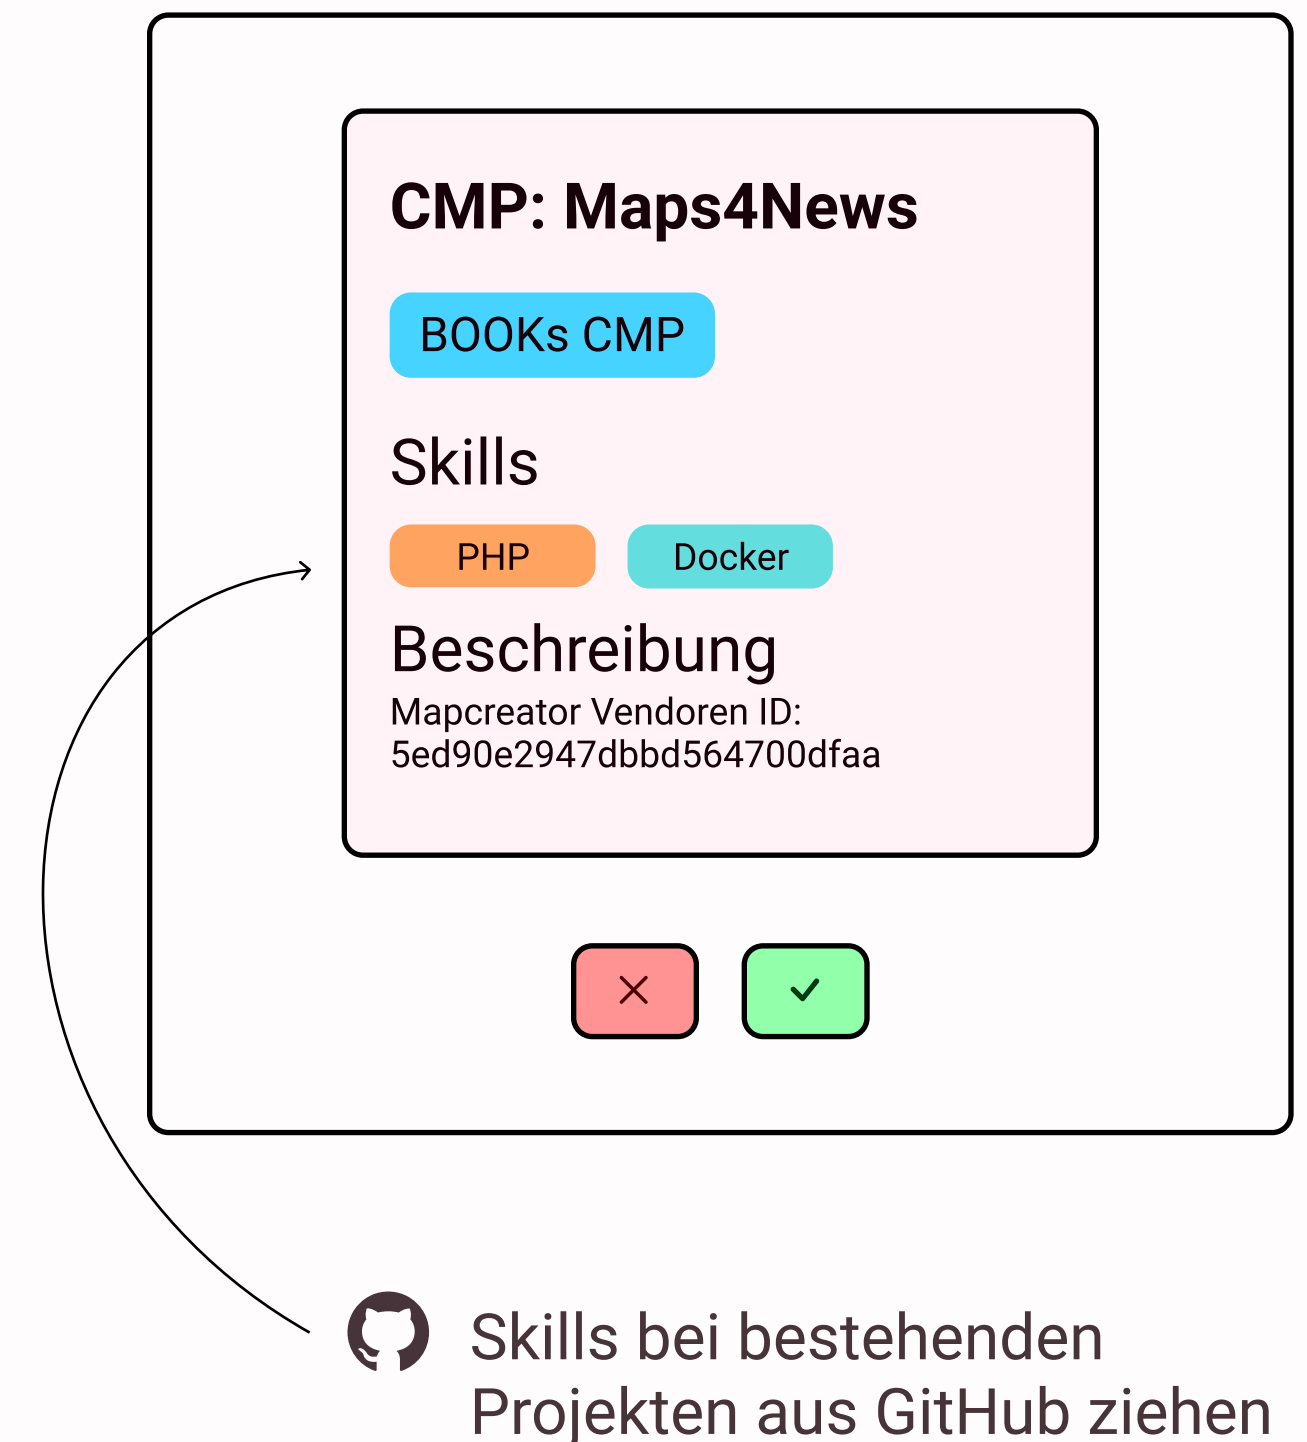 CMP: Maps4News
BOOKs CMP
Skills
PHP
Docker
Beschreibung
Mapcreator Vendoren ID:
5ed90e2947dbbd564700dfaa
Skills bei bestehenden
Projekten aus GitHub ziehen